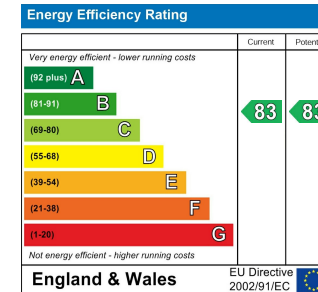 Energy Efficiency Rating
Current
Potent
Very energy efficient - lower running costs
(92 plus) A
(81-91) B
(69-80) C
(55-68) D
(39-54) E
(21-38) F
(1-20) G
83
83
Not energy efficient - higher running costs
England & Wales
EU Directive
2002/91/EC